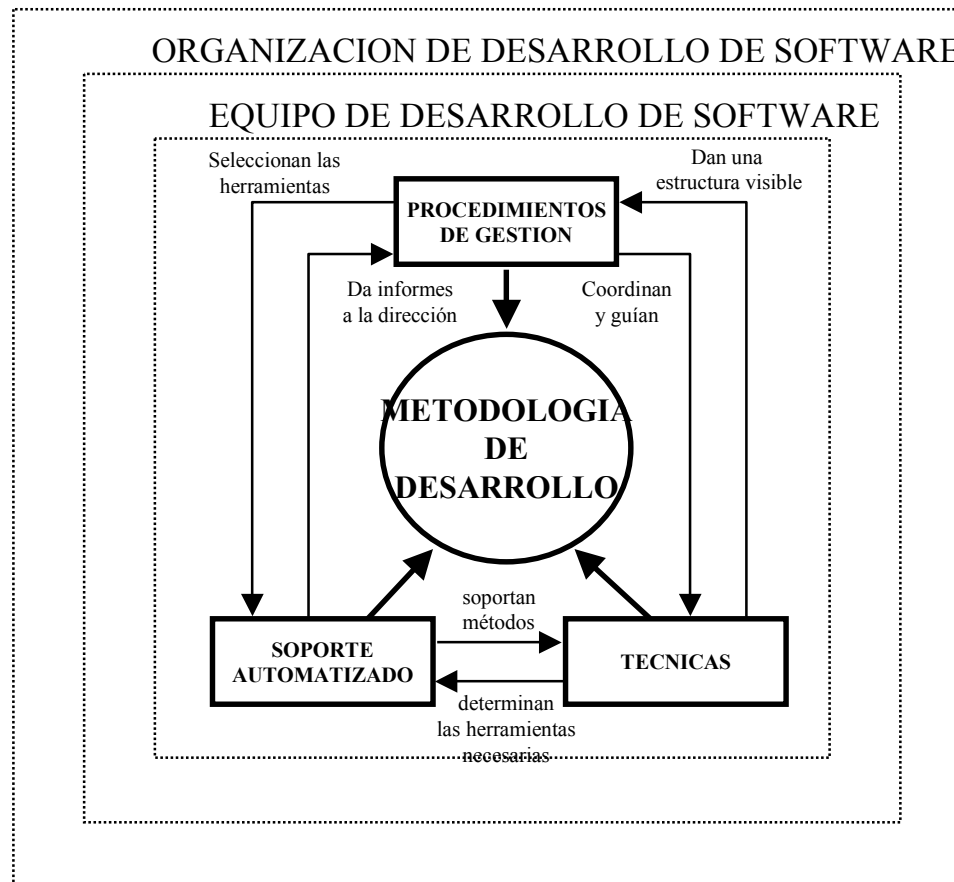 ORGANIZACION DE DESARROLLO DE SOFTWARE
EQUIPO DE DESARROLLO DE SOFTWARE
Seleccionan las
herramientas
Dan una
estructura visible
PROCEDIMIENTOS
DE GESTION
Da informes
a la dirección
Coordinan
y guían
METODOLOGIA
DE
DESARROLLO
soportan
métodos
SOPORTE
AUTOMATIZADO
TECNICAS
determinan
las herramientas
necesarias